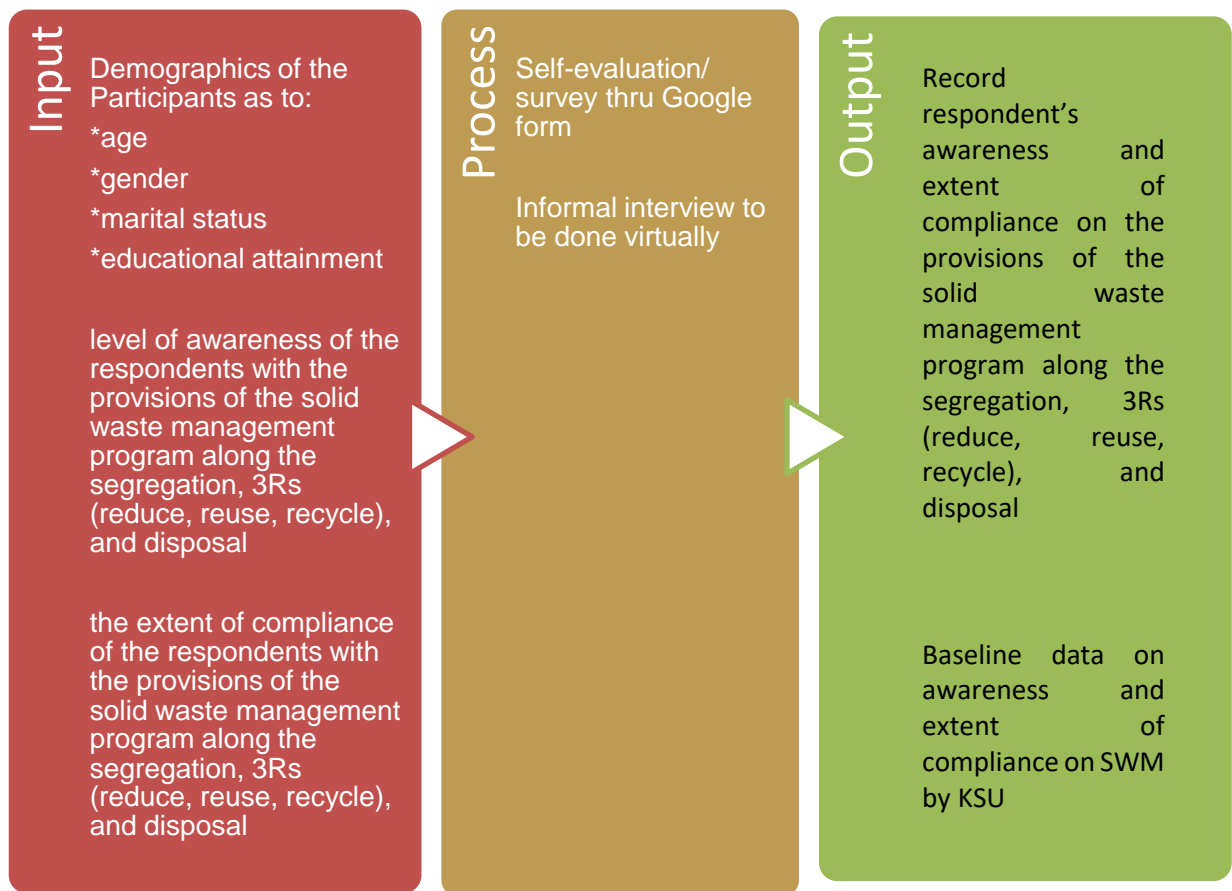 Input
Demographics of the
Participants as to:
*age
*gender
*marital status
*educational attainment
level of awareness of the
respondents with the
provisions of the solid
waste management
program along the
segregation, 3Rs
(reduce, reuse, recycle),
and disposal
the extent of compliance
of the respondents with
the provisions of the
solid waste management
program along the
segregation, 3Rs
(reduce, reuse, recycle),
and disposal
Process
Self-evaluation/
survey thru Google
form
Informal interview to
be done virtually
Output
Record
respondent’s
awareness and
extent of
compliance on the
provisions of the
solid waste
management
program along the
segregation, 3Rs
(reduce, reuse,
recycle), and
disposal
Baseline data on
awareness and
extent of
compliance on SWM
by KSU